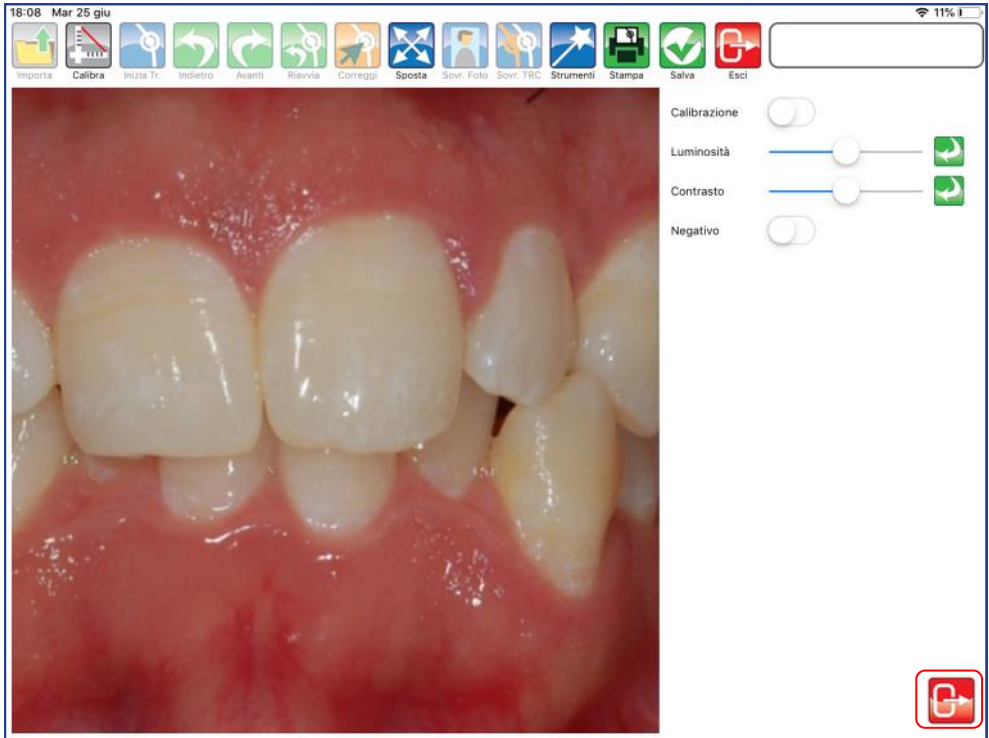 18:08 Mar 25 giu 11%
Importa Calibra Inizia Tr. Indietro Avanti Riavvia Correggi Sposta Sovr. Foto Sovr. TRC Strumenti Stampa Salva Esci
Calibrazione
Luminosità
Contrasto
Negativo